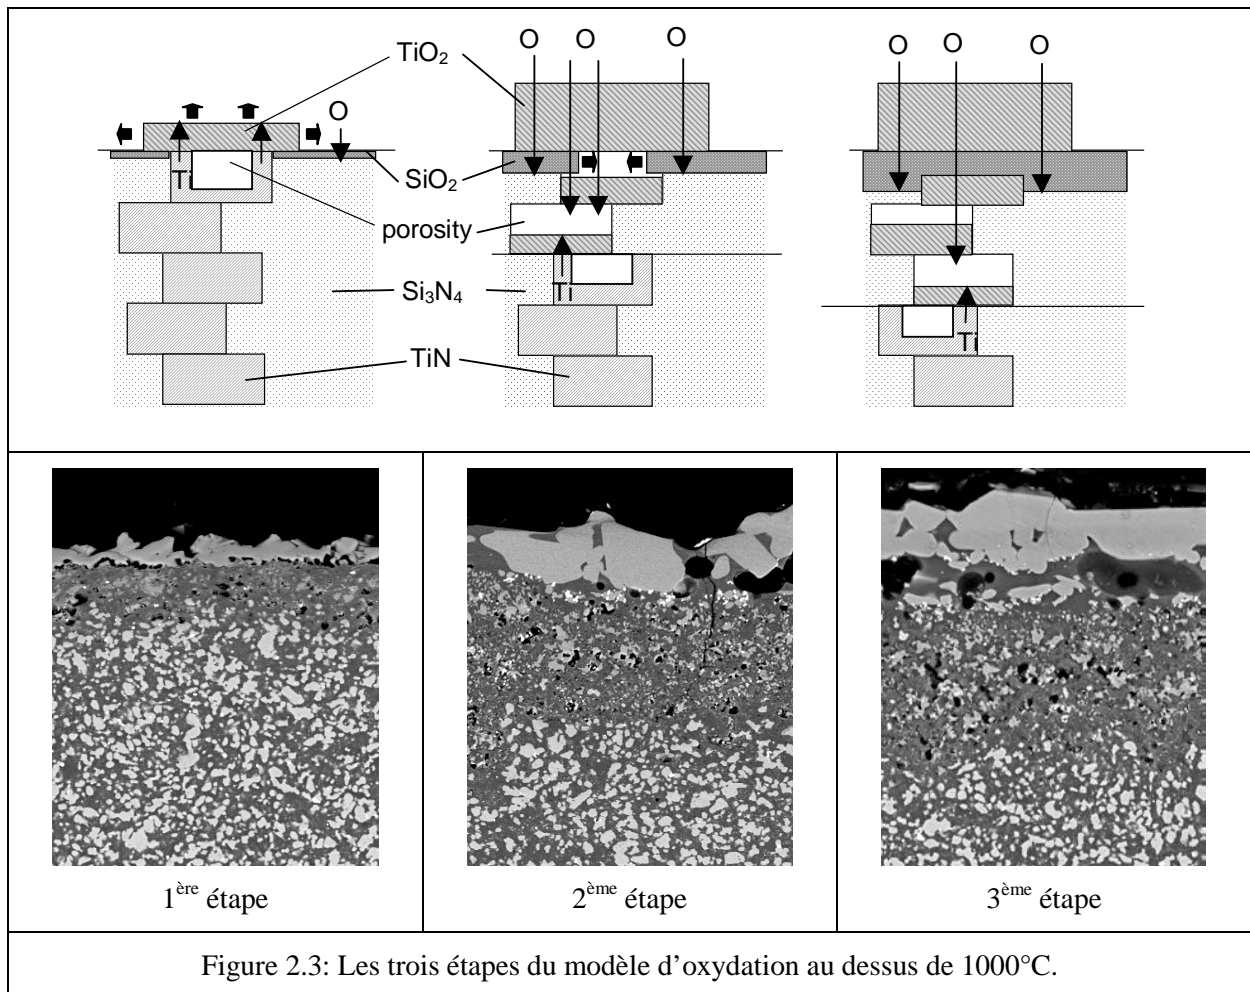 O O O
O O O
TiO2
O
SiO2
Ti
porosity
Si3N4
Ti
Ti
TiN
1ère étape
2ème étape
3ème étape
Figure 2.3: Les trois étapes du modèle d'oxydation au dessus de 1000°C.